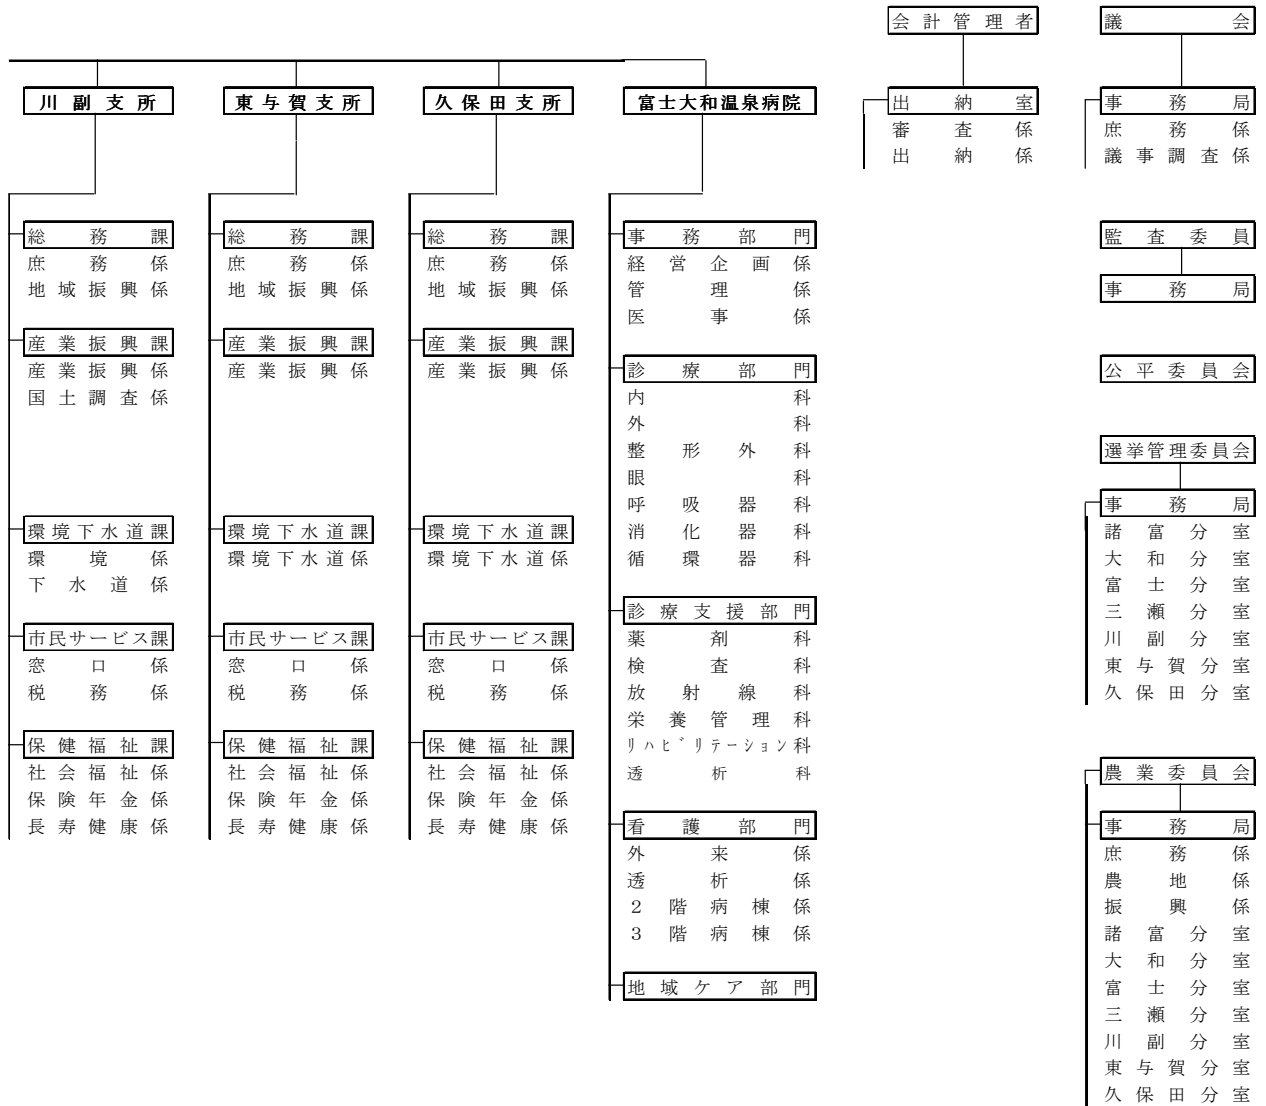 川副支所
総務課
庶務係
地域振興係
産業振興課
産業振興係
国土調査係
環境下水道課
環境係
下水道係
市民サービス課
窓口係
税務係
保健福祉課
社会福祉係
保険年金係
長寿健康係
東与賀支所
総務課
庶務係
地域振興係
産業振興課
産業振興係
環境下水道課
環境下水道係
市民サービス課
窓口係
税務係
保健福祉課
社会福祉係
保険年金係
長寿健康係
久保田支所
総務課
庶務係
地域振興係
産業振興課
産業振興係
環境下水道課
環境下水道係
市民サービス課
窓口係
税務係
保健福祉課
社会福祉係
保険年金係
長寿健康係
富士大和温泉病院
事務部門
経営企画係
管理係
医事係
診療部門
内科
外科
整形外科
眼科
呼吸器科
消化器科
循環器科
診療支援部門
薬剤科
検査科
放射線科
栄養管理科
ﾘﾊﾋﾞﾘﾃｰｼｮﾝ科
透析科
看護部門
外来係
透析係
２階病棟係
３階病棟係
地域ケア部門
会計管理者
出納室
審査係
出納係
議会
事務局
庶務係
議事調査係
監査委員
事務局
公平委員会
選挙管理委員会
事務局
諸富分室
大和分室
富士分室
三瀬分室
川副分室
東与賀分室
久保田分室
農業委員会
事務局
庶務係
農地係
振興係
諸富分室
大和分室
富士分室
三瀬分室
川副分室
東与賀分室
久保田分室